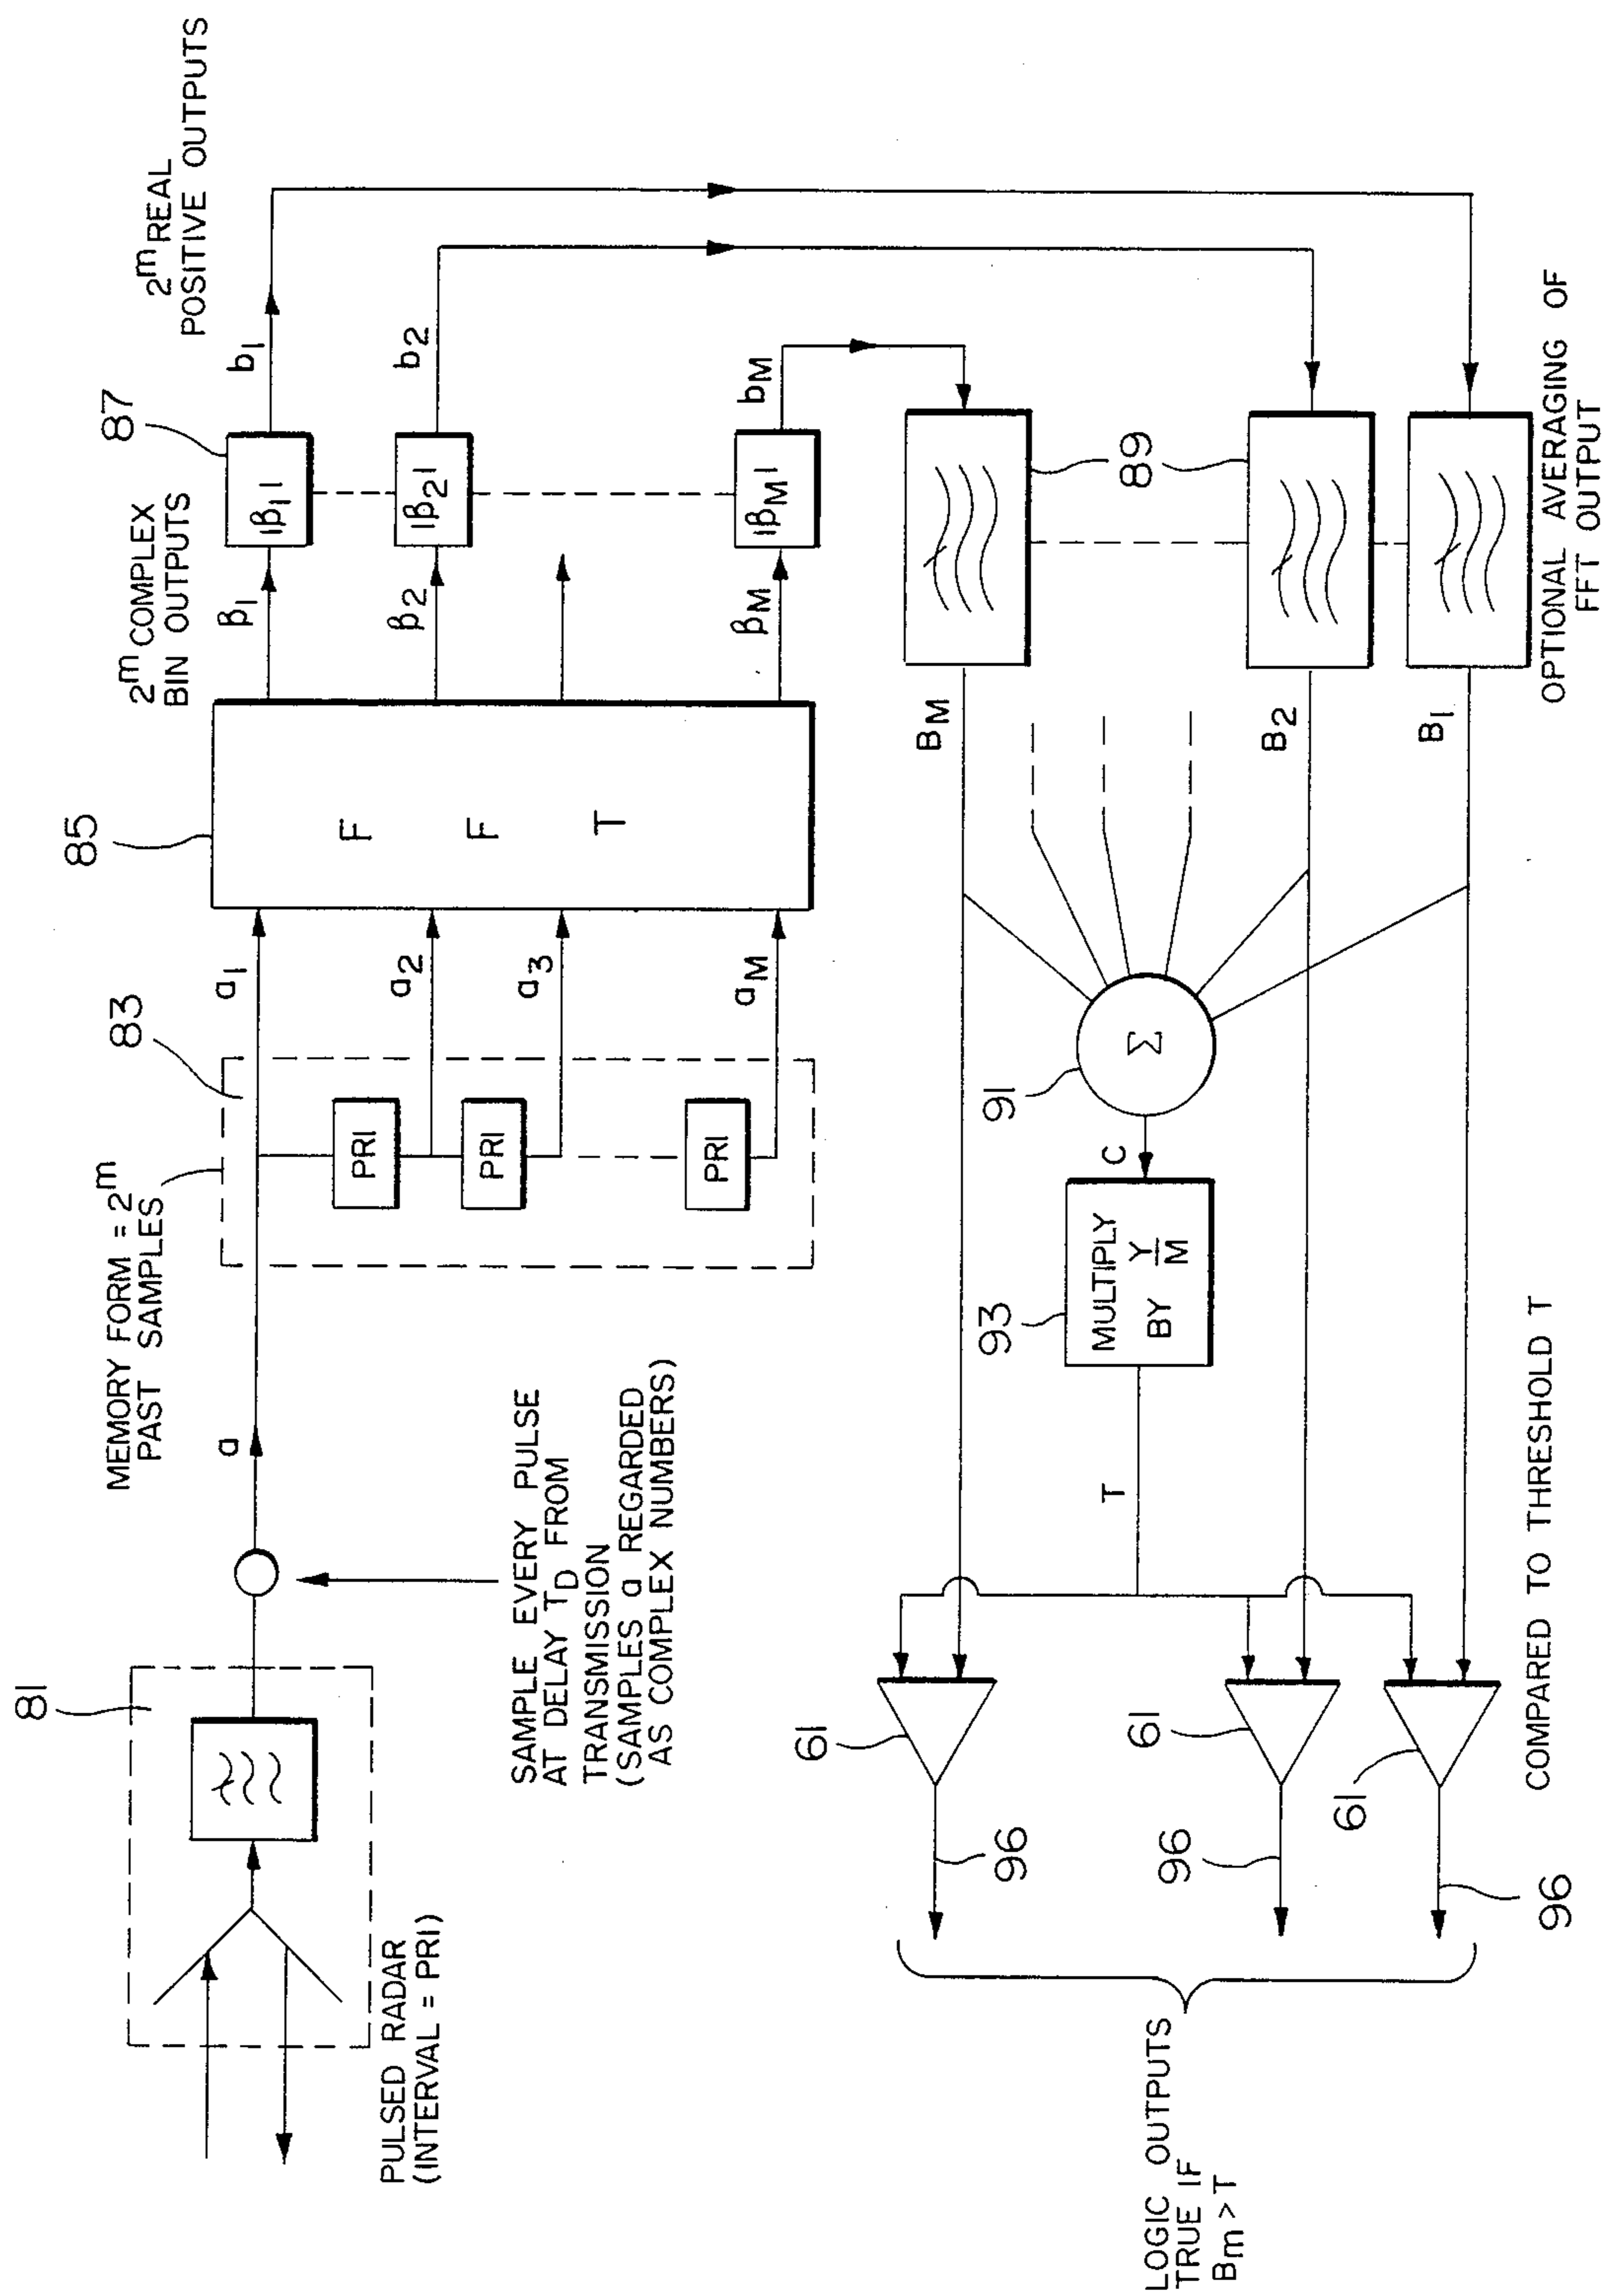 81
PULSED RADAR
(INTERVAL = PRI)
SAMPLE EVERY PULSE
AT DELAY TD FROM
TRANSMISSION
(SAMPLES a REGARDED
AS COMPLEX NUMBERS)
a
MEMORY FORM = 2m
PAST SAMPLES
83
PRI
PRI
PRI
a1
a2
a3
aM
85
F F T
2m COMPLEX
BIN OUTPUTS
β1
β2
βM
87
|β1|
|β2|
|βM|
b1
b2
bM
2m REAL
POSITIVE OUTPUTS
89
OPTIONAL AVERAGING OF
FFT OUTPUT
BM
B2
B1
Σ
91
C
MULTIPLY
BY Y/M
93
T
61
61
61
COMPARED TO THRESHOLD T
96
96
96
LOGIC OUTPUTS
TRUE IF
Bm > T